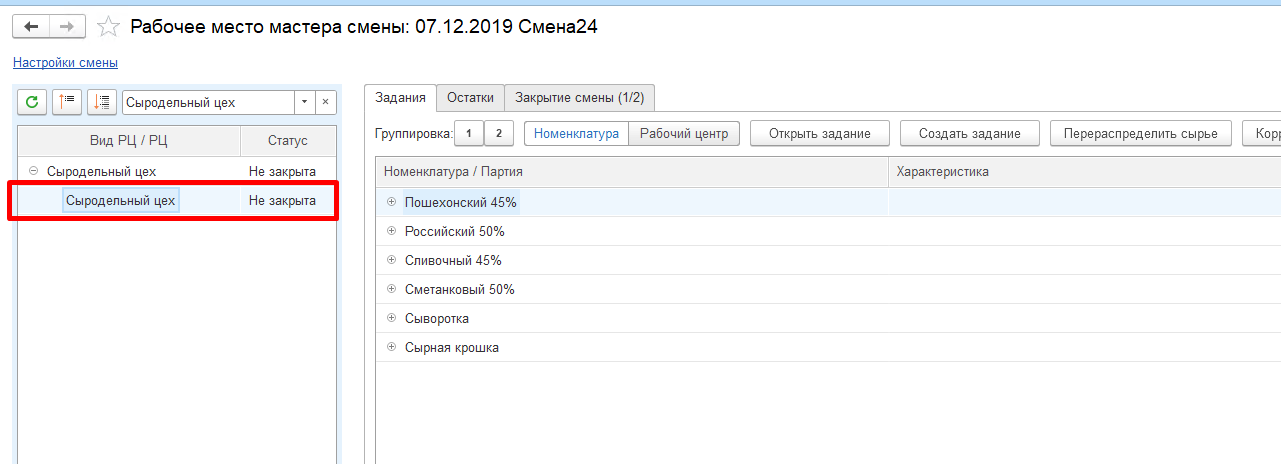 Рабочее место мастера смены: 07.12.2019 Смена24
Настройки смены
Сыродельный цех
Вид РЦ / РЦ Статус
Сыродельный цех Не закрыта
Сыродельный цех Не закрыта
Задания Остатки Закрытие смены (1/2)
Группировка: 1 2 Номенклатура Рабочий центр Открыть задание Создать задание Перераспределить сырье Корр
Номенклатура / Партия Характеристика
Пошехонский 45%
Российский 50%
Сливочный 45%
Сметанковый 50%
Сыворотка
Сырная крошка